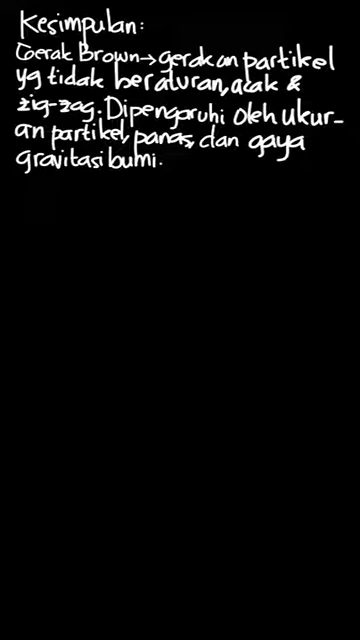 Kesimpulan:
Gerak Brown→gerakan partikel
yg tidak beraturan, acak &
zig-zag. Dipengaruhi oleh ukur-
an partikel, panas, dan gaya
gravitasi bumi.